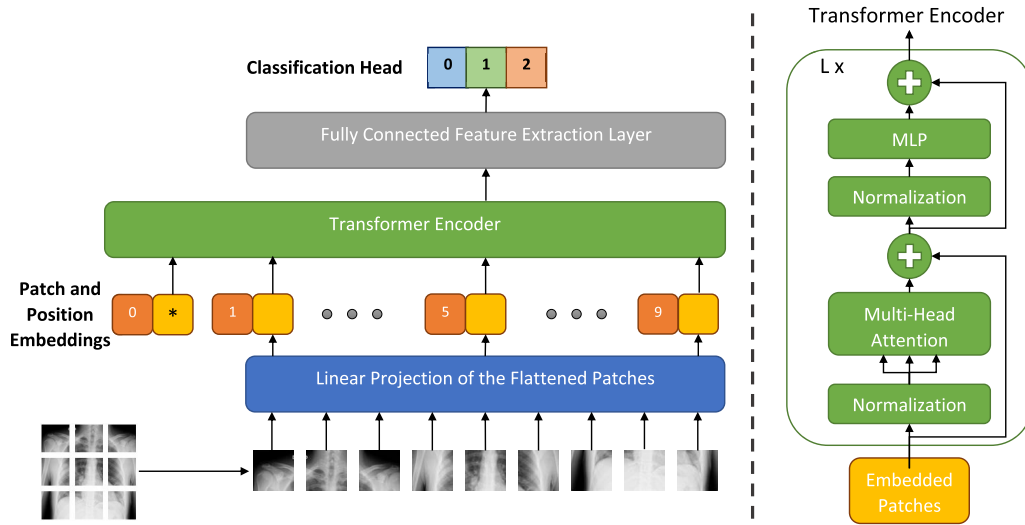 Classification Head
0 1 2
Fully Connected Feature Extraction Layer
Transformer Encoder
Patch and
Position
Embeddings
0 * 1 5 9
Linear Projection of the Flattened Patches
Transformer Encoder
L x
MLP
Normalization
Multi-Head
Attention
Normalization
Embedded
Patches